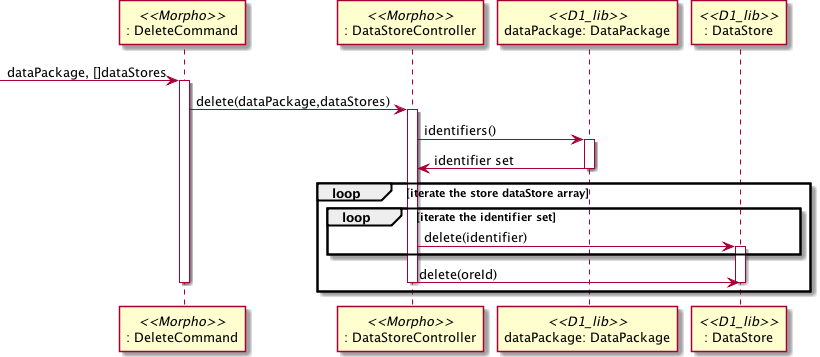 <<Morpho>>
: DeleteCommand
<<Morpho>>
: DataStoreController
<<D1_lib>>
dataPackage: DataPackage
<<D1_lib>>
: DataStore
dataPackage, []dataStores
delete(dataPackage,dataStores)
identifiers()
identifier set
loop [iterate the store dataStore array]
loop [iterate the identifier set]
delete(identifier)
delete(oreId)
<<Morpho>>
: DeleteCommand
<<Morpho>>
: DataStoreController
<<D1_lib>>
dataPackage: DataPackage
<<D1_lib>>
: DataStore